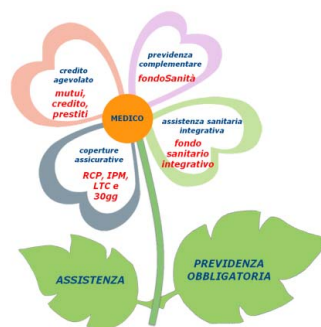 previdenza
complementare
fondoSanità
credito
agevolato
mutui,
credito,
prestiti
MEDICO
assistenza sanitaria
integrativa
fondo
sanitario
integrativo
coperture
assicurative
RCP, IPM,
LTC e
30gg
ASSISTENZA
PREVIDENZA
OBBLIGATORIA